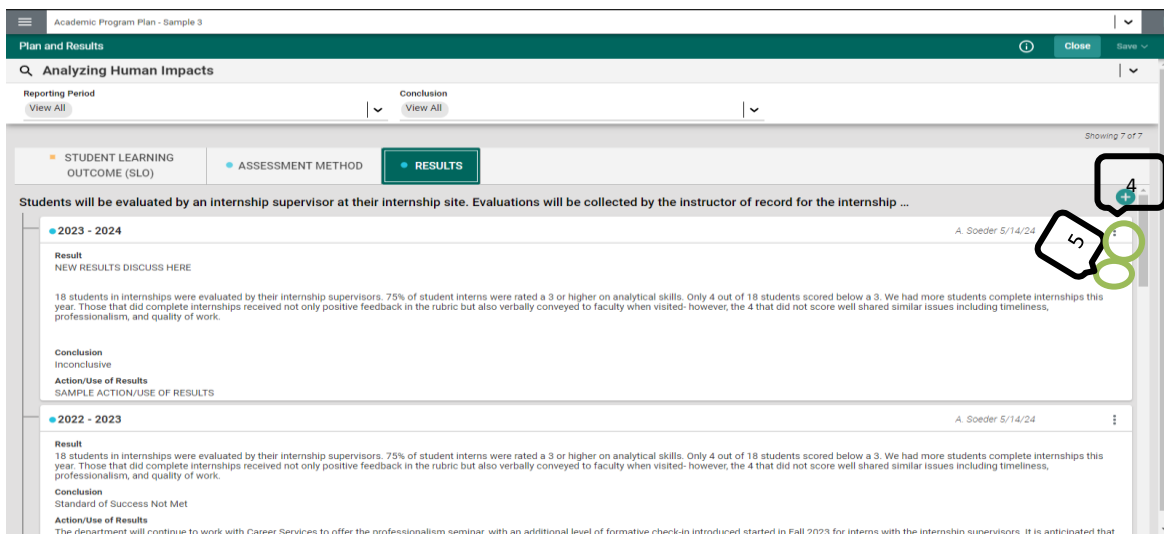 Academic Program Plan - Sample 3
Plan and Results
Close
Save
Analyzing Human Impacts
Reporting Period
Conclusion
View All
View All
Showing 7 of 7
STUDENT LEARNING
OUTCOME (SLO)
ASSESSMENT METHOD
RESULTS
4
Students will be evaluated by an internship supervisor at their internship site. Evaluations will be collected by the instructor of record for the internship ...
2023 - 2024
A. Soeder 5/14/24
5
Result
NEW RESULTS DISCUSS HERE
18 students in internships were evaluated by their internship supervisors. 75% of student interns were rated a 3 or higher on analytical skills. Only 4 out of 18 students scored below a 3. We had more students complete internships this
year. Those that did complete internships received not only positive feedback in the rubric but also verbally conveyed to faculty when visited- however, the 4 that did not score well shared similar issues including timeliness,
professionalism, and quality of work.
Conclusion
Inconclusive
Action/Use of Results
SAMPLE ACTION/USE OF RESULTS
2022 - 2023
A. Soeder 5/14/24
Result
18 students in internships were evaluated by their internship supervisors. 75% of student interns were rated a 3 or higher on analytical skills. Only 4 out of 18 students scored below a 3. We had more students complete internships this
year. Those that did complete internships received not only positive feedback in the rubric but also verbally conveyed to faculty when visited- however, the 4 that did not score well shared similar issues including timeliness,
professionalism, and quality of work.
Conclusion
Standard of Success Not Met
Action/Use of Results
The department will continue to work with Career Services to offer the professionalism seminar, with an additional level of formative check-in introduced started in Fall 2023 for interns with the internship supervisors. It is anticipated that